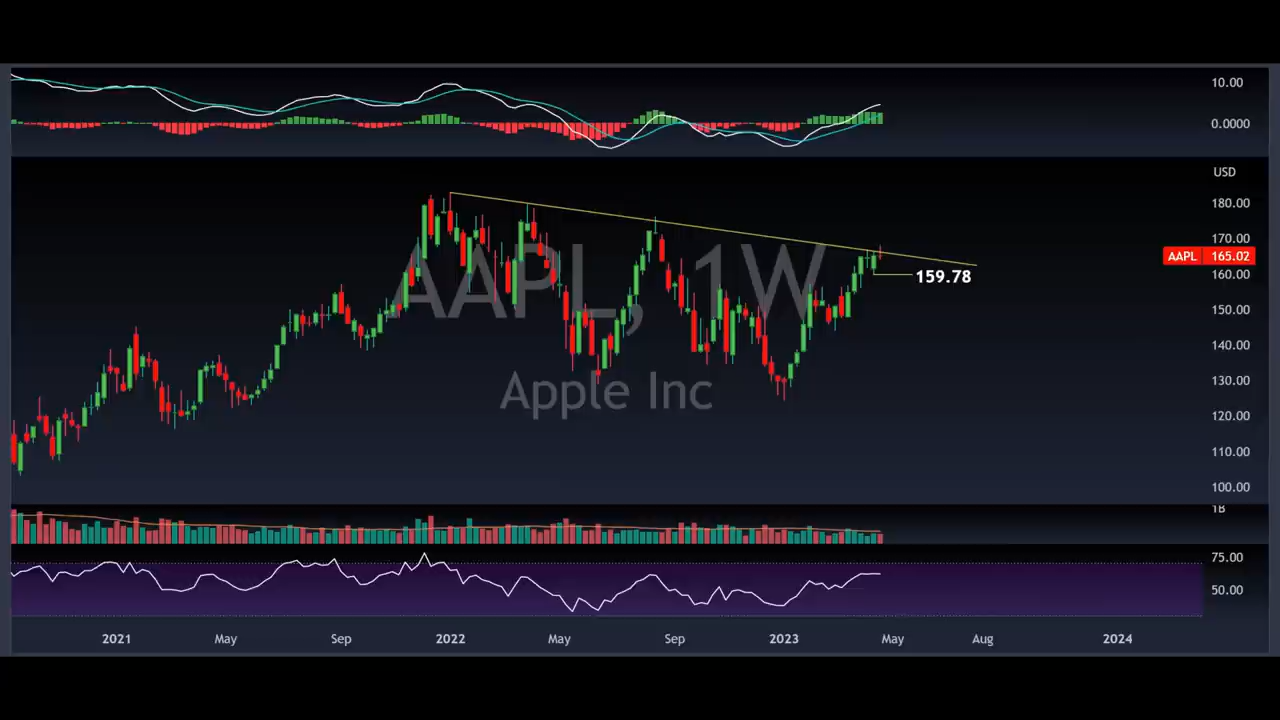 10.00
0.0000
USD
180.00
170.00
AAPL 165.02
160.00
159.78
150.00
140.00
130.00
120.00
110.00
100.00
AAPL, 1W
Apple Inc
1B
75.00
50.00
2021 May Sep 2022 May Sep 2023 May Aug 2024